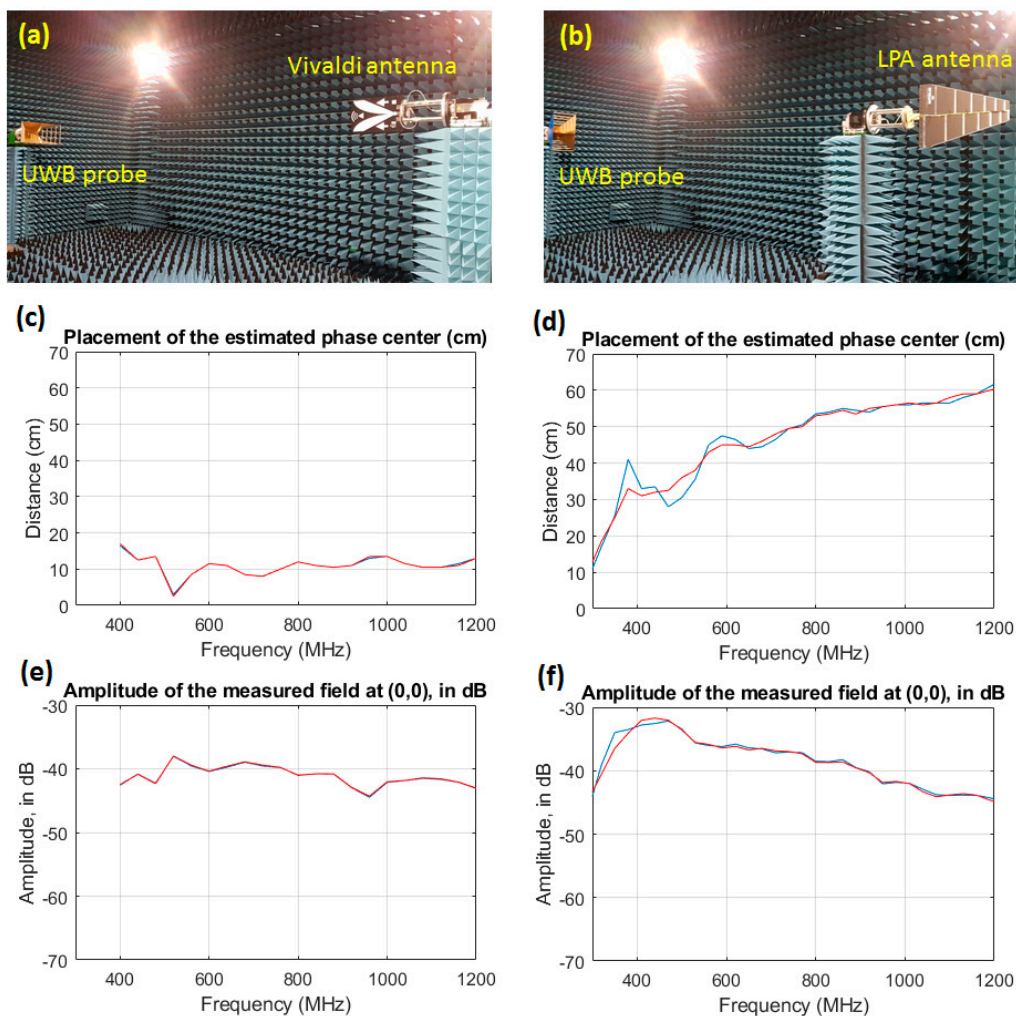 (a)
Vivaldi antenna
UWB probe
(b)
LPA antenna
UWB probe
(c)
Placement of the estimated phase center (cm)
70
60
50
40
30
20
10
0
Distance (cm)
400
600
800
1000
1200
Frequency (MHz)
(d)
Placement of the estimated phase center (cm)
70
60
50
40
30
20
10
0
Distance (cm)
400
600
800
1000
1200
Frequency (MHz)
(e)
Amplitude of the measured field at (0,0), in dB
-30
-40
-50
-60
-70
Amplitude, in dB
400
600
800
1000
1200
Frequency (MHz)
(f)
Amplitude of the measured field at (0,0), in dB
-30
-40
-50
-60
-70
Amplitude, in dB
400
600
800
1000
1200
Frequency (MHz)